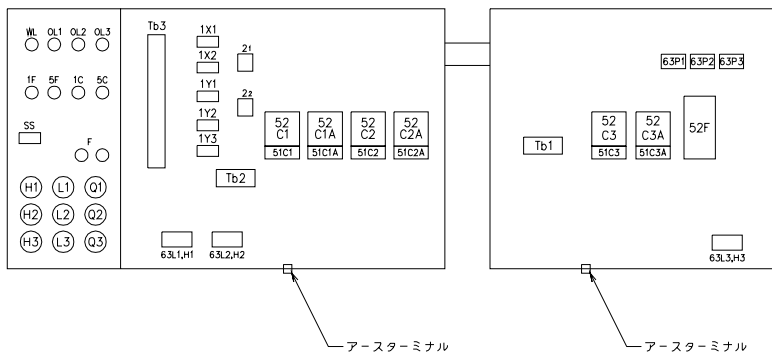 WL OL1 OL2 OL3
1F 5F 1C 5C
SS
F
H1 L1 Q1
H2 L2 Q2
H3 L3 Q3
Tb3
1X1
1X2
1Y1
1Y2
1Y3
21
22
Tb2
52 C1
51C1
52 C1A
51C1A
52 C2
51C2
52 C2A
51C2A
63L1,H1
63L2,H2
アースターミナル
63P1 63P2 63P3
Tb1
52 C3
51C3
52 C3A
51C3A
52F
63L3,H3
アースターミナル